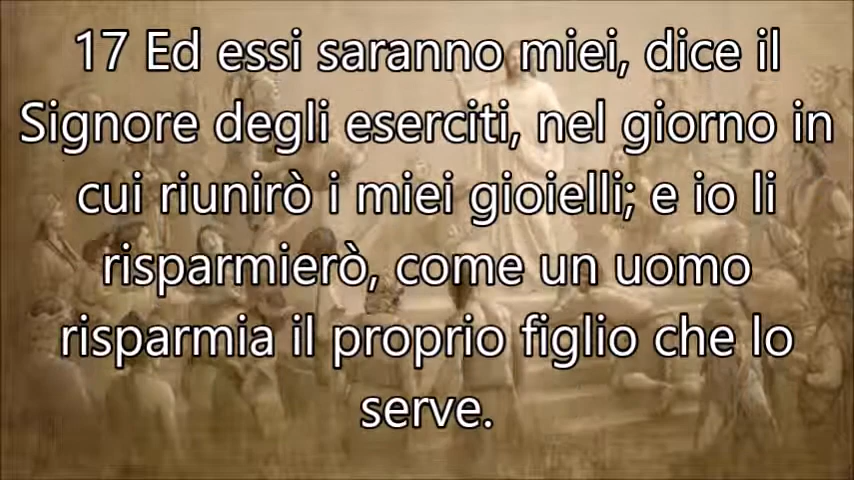 17 Ed essi saranno miei, dice il
Signore degli eserciti, nel giorno in
cui riunirò i miei gioielli; e io li
risparmierò, come un uomo
risparmia il proprio figlio che lo
serve.